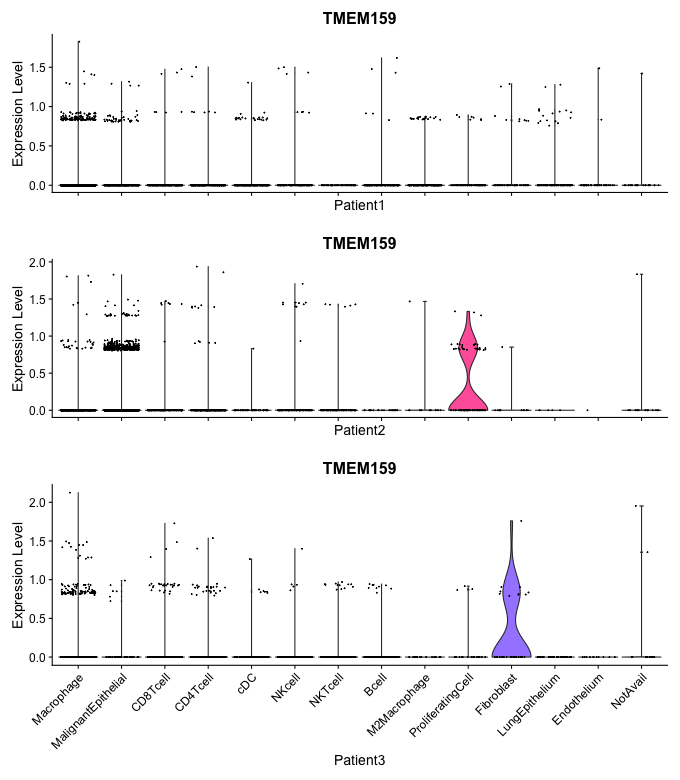 TMEM159
Expression Level
1.5
1.0
0.5
0.0
Patient1
TMEM159
Expression Level
2.0
1.5
1.0
0.5
0.0
Patient2
TMEM159
Expression Level
2.0
1.5
1.0
0.5
0.0
Macrophage
MalignantEpithelial
CD8Tcell
CD4Tcell
cDC
NKcell
NKTcell
Bcell
M2Macrophage
ProliferatingCell
Fibroblast
LungEpithelium
Endothelium
NotAvail
Patient3